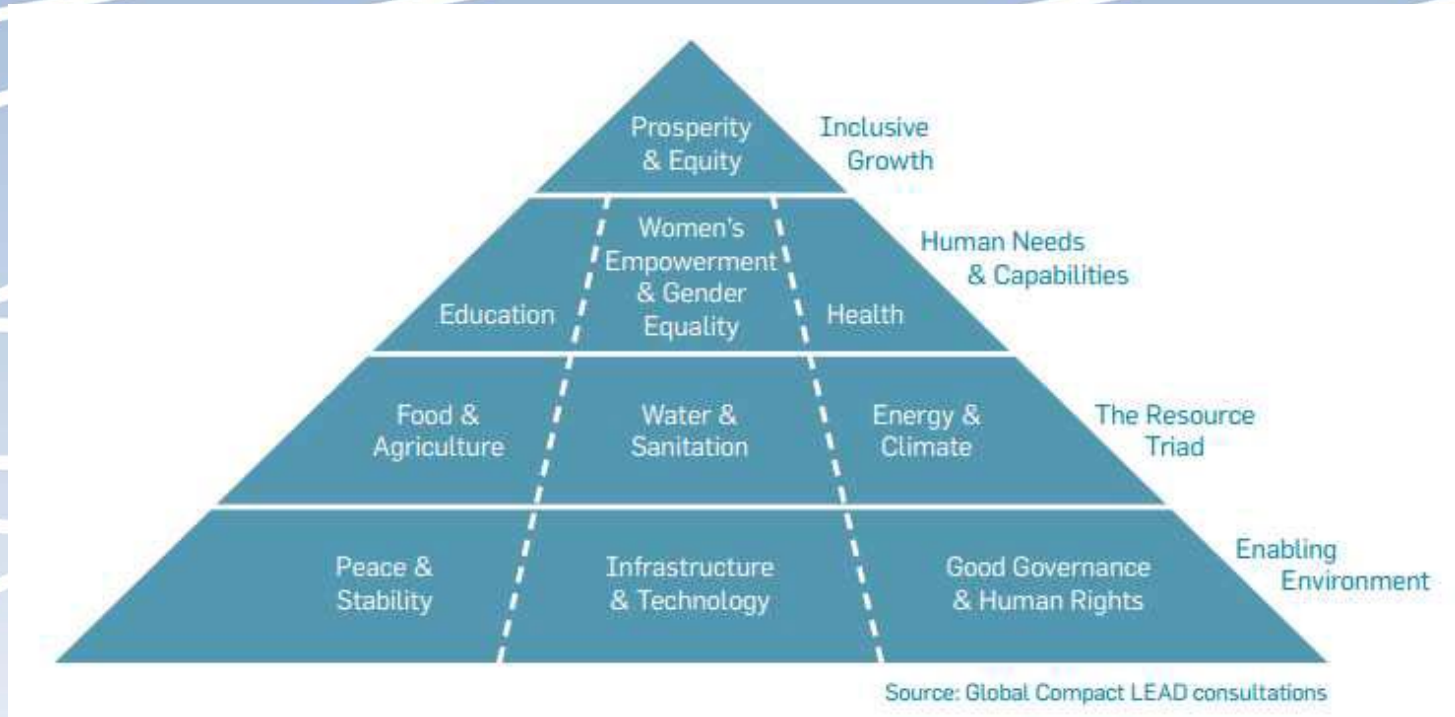 Prosperity
& Equity
Inclusive
Growth
Women's
Empowerment
& Gender
Equality
Education
Health
Human Needs
& Capabilities
Food &
Agriculture
Water &
Sanitation
Energy &
Climate
The Resource
Triad
Peace &
Stability
Infrastructure
& Technology
Good Governance
& Human Rights
Enabling
Environment
Source: Global Compact LEAD consultations